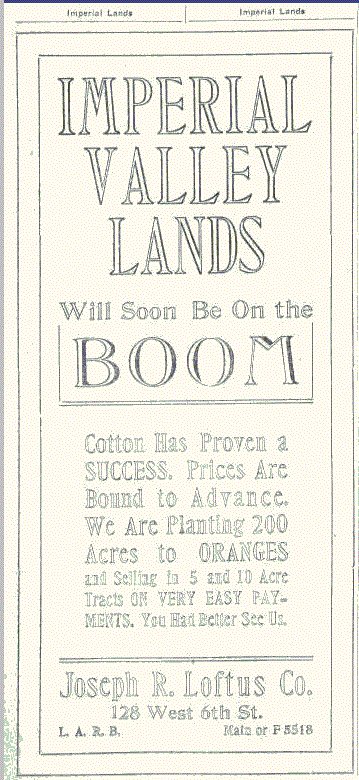 Imperial Lands
Imperial Lands
IMPERIAL
VALLEY
LANDS
Will Soon Be On the
BOOM
Cotton Has Proven a
SUCCESS. Prices Are
Bound to Advance.
We Are Planting 200
Acres to ORANGES
and Selling in 5 and 10 Acre
Tracts ON VERY EASY PAY-
MENTS. You Had Better See Us.
Joseph R. Loftus Co.
128 West 6th St.
L. A. R. B. Main or F5518